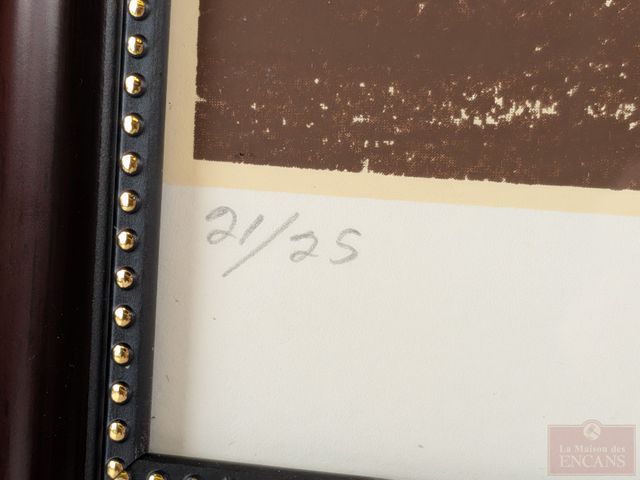 21/25
La Maison des
ENCANS